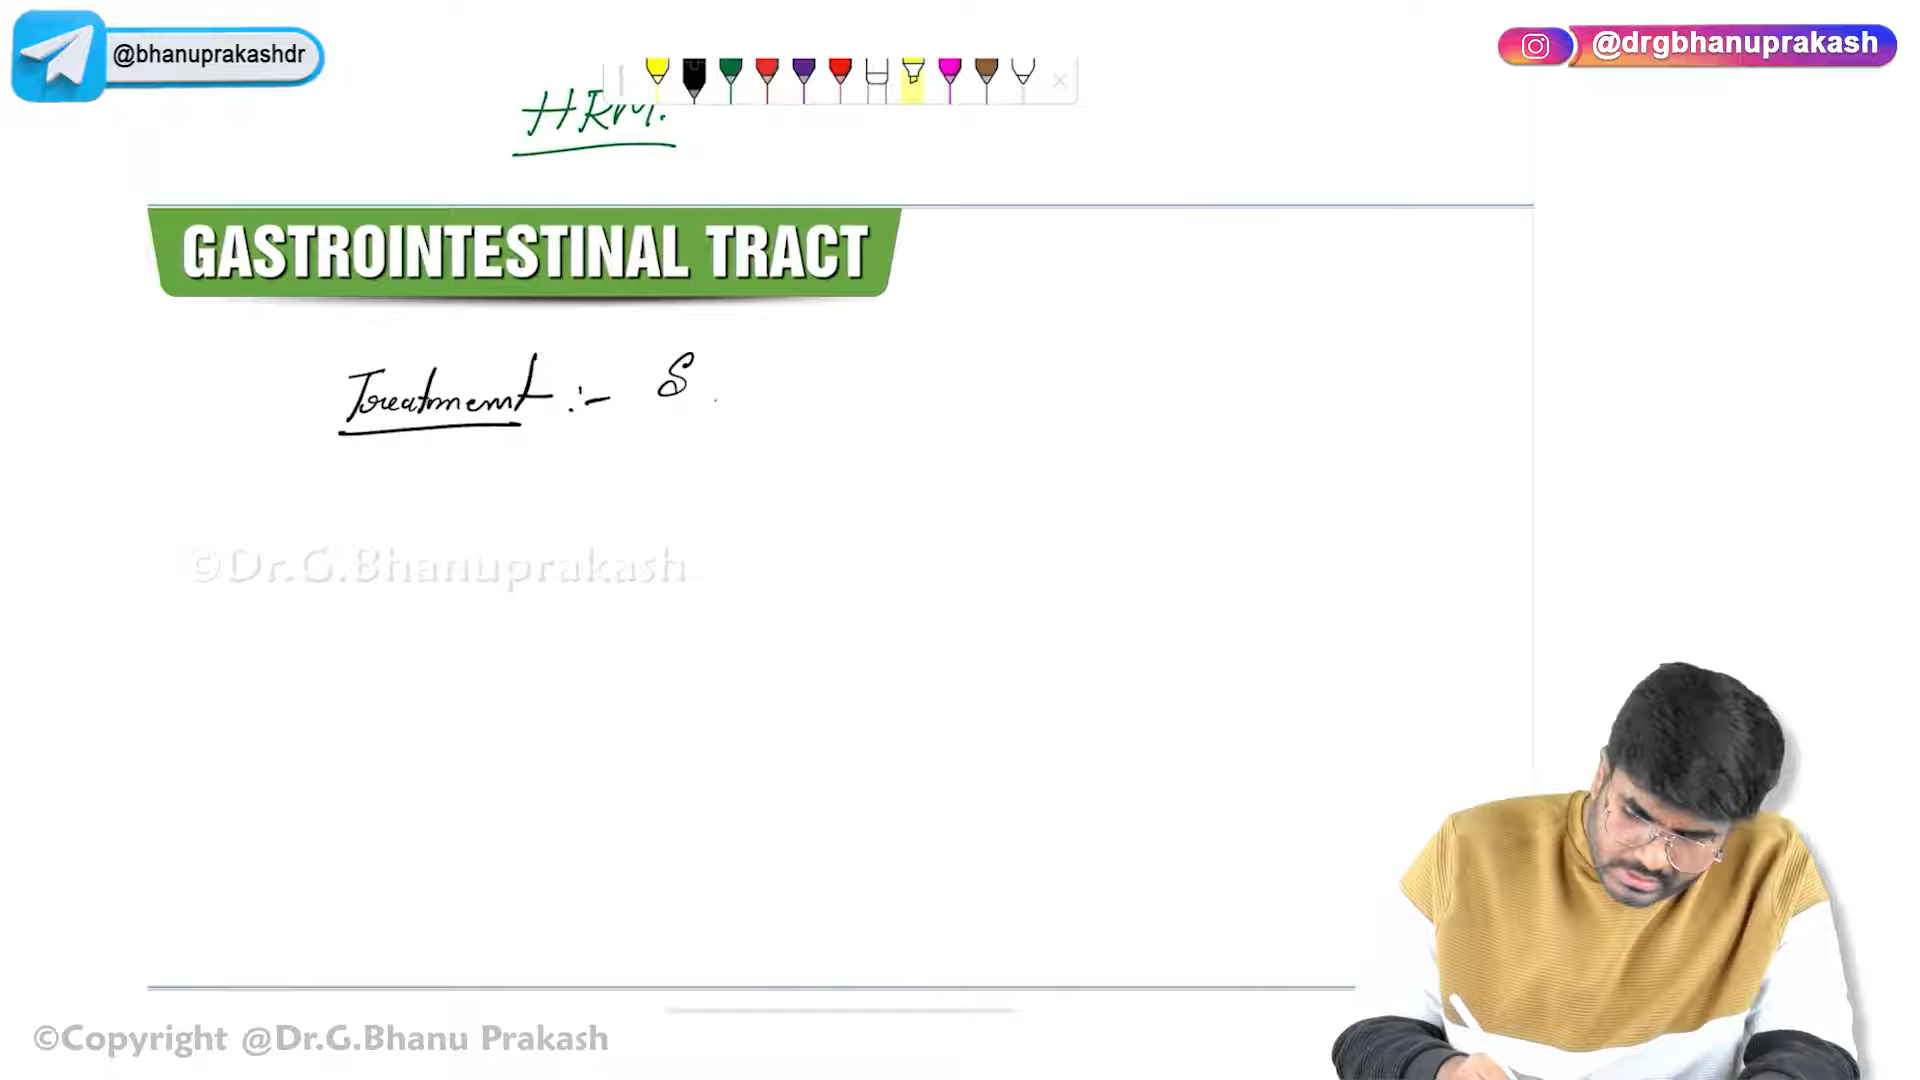 @bhanuprakashdr
@drgbhanuprakash
HRM.
GASTROINTESTINAL TRACT
Treatment :- S
©Dr.G.Bhanuprakash
©Copyright @Dr.G.Bhanu Prakash